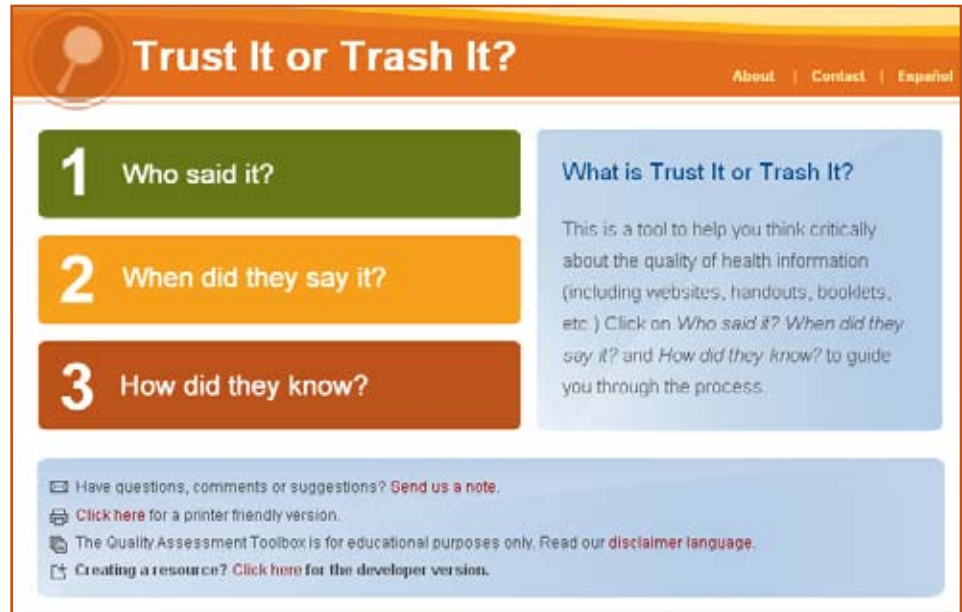 Trust It or Trash It?
About | Contact | Español
1 Who said it?
2 When did they say it?
3 How did they know?
What is Trust It or Trash It?
This is a tool to help you think critically
about the quality of health information
(including websites, handouts, booklets,
etc.) Click on Who said it? When did they
say it? and How did they know? to guide
you through the process.
Have questions, comments or suggestions? Send us a note.
Click here for a printer friendly version.
The Quality Assessment Toolbox is for educational purposes only. Read our disclaimer language.
Creating a resource? Click here for the developer version.